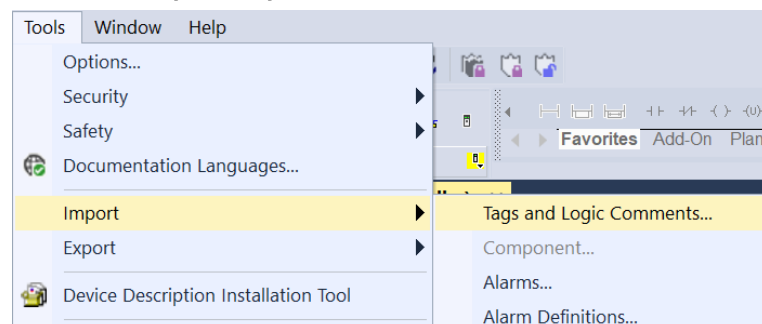 Tools Window Help
Options...
Security
Safety
Documentation Languages...
Favorites Add-On
Import
Tags and Logic Comments...
Export
Component...
Alarms...
Device Description Installation Tool
Alarm Definitions...